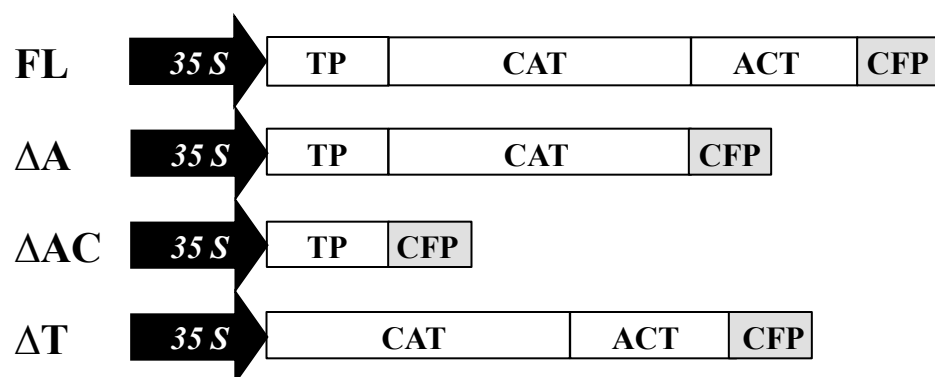 FL 35 S TP CAT ACT CFP
ΔA 35 S TP CAT CFP
ΔAC 35 S TP CFP
ΔT 35 S CAT ACT CFP